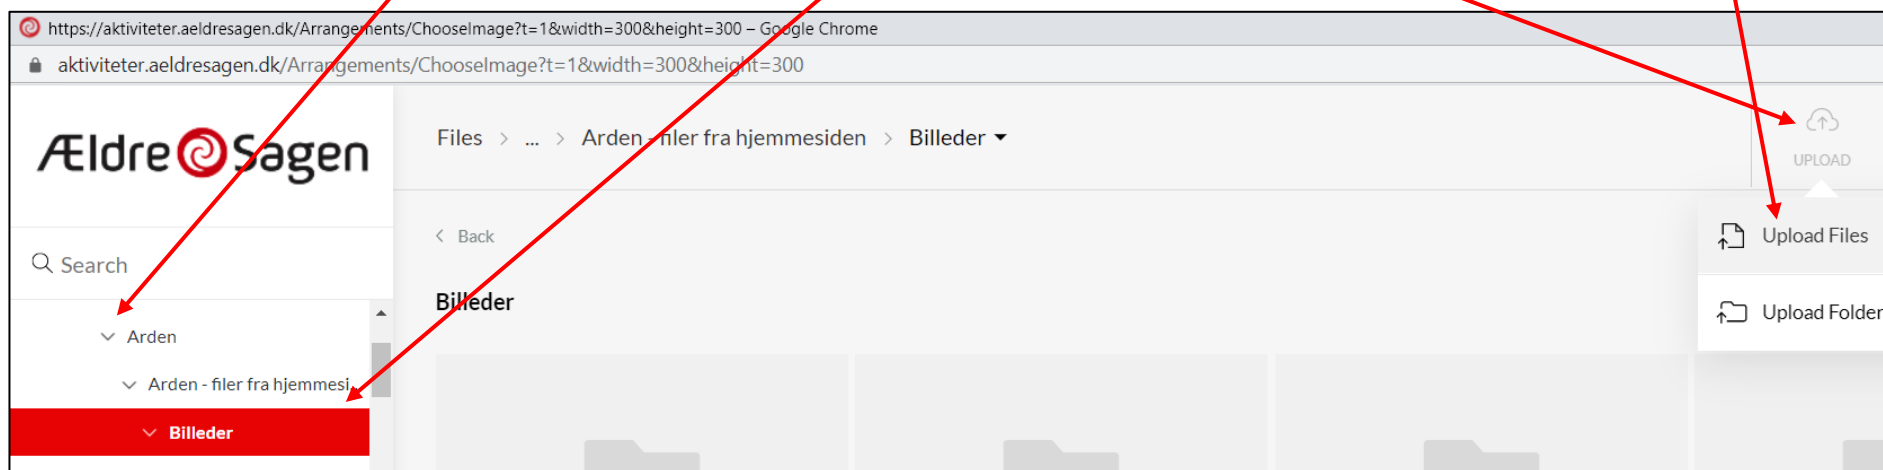 https://aktiviteter.aeldresagen.dk/Arrangements/ChooseImage?t=1&width=300&height=300 – Google Chrome
aktiviteter.aeldresagen.dk/Arrangements/ChooseImage?t=1&width=300&height=300
Ældre Sagen
Files > ... > Arden - filer fra hjemmesiden > Billeder
UPLOAD
< Back
Upload Files
Search
Billeder
Upload Folder
Arden
Arden - filer fra hjemmesi...
Billeder